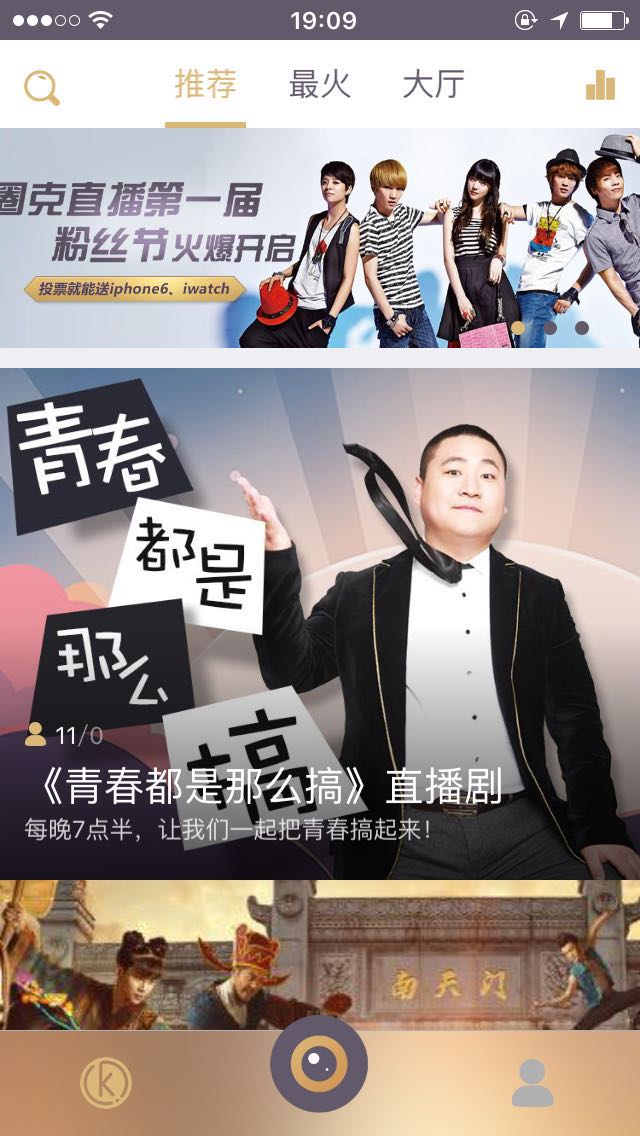 19:09
推荐 最火 大厅
圈克直播第一届
粉丝节火爆开启
投票就能送iphone6、iwatch
青春
都是
那么
搞
11/0
《青春都是那么搞》直播剧
每晚7点半，让我们一起把青春搞起来！
南天门
k